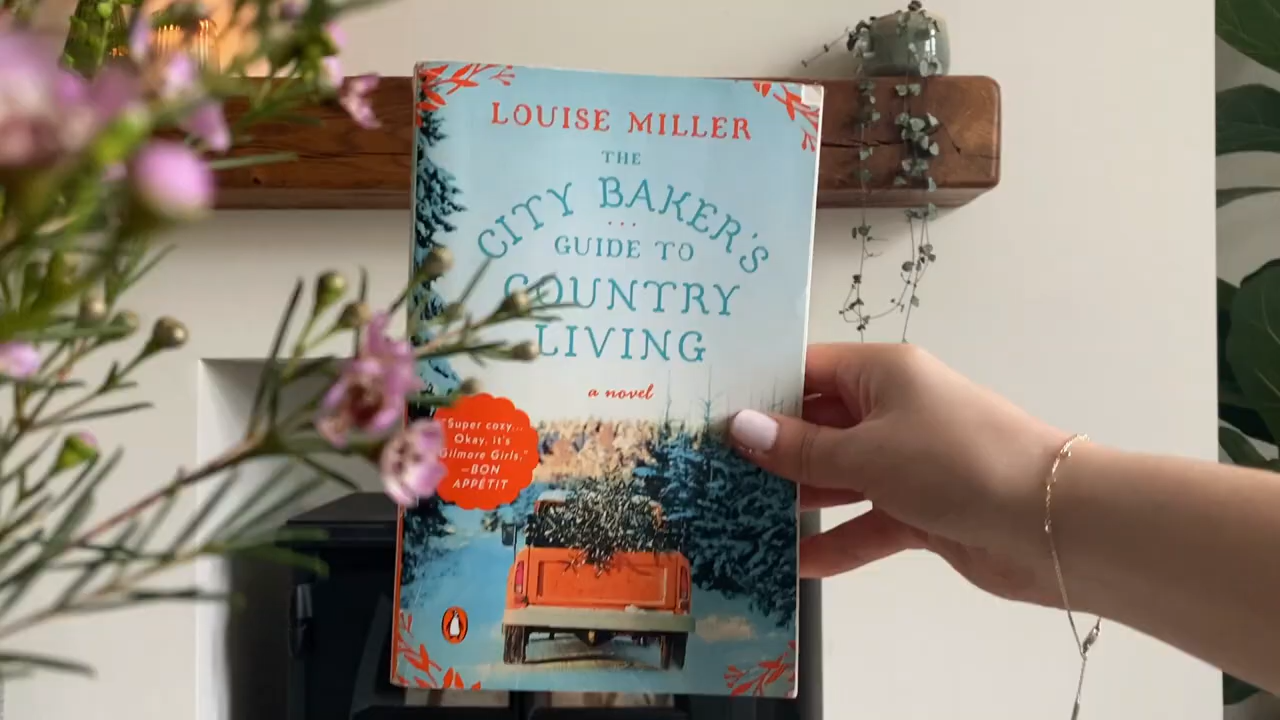 LOUISE MILLER
THE
CITY BAKER'S
GUIDE TO
COUNTRY
LIVING
a novel
"Super cozy...
Okay, it's
Gilmore Girls."
—BON
APPÉTIT